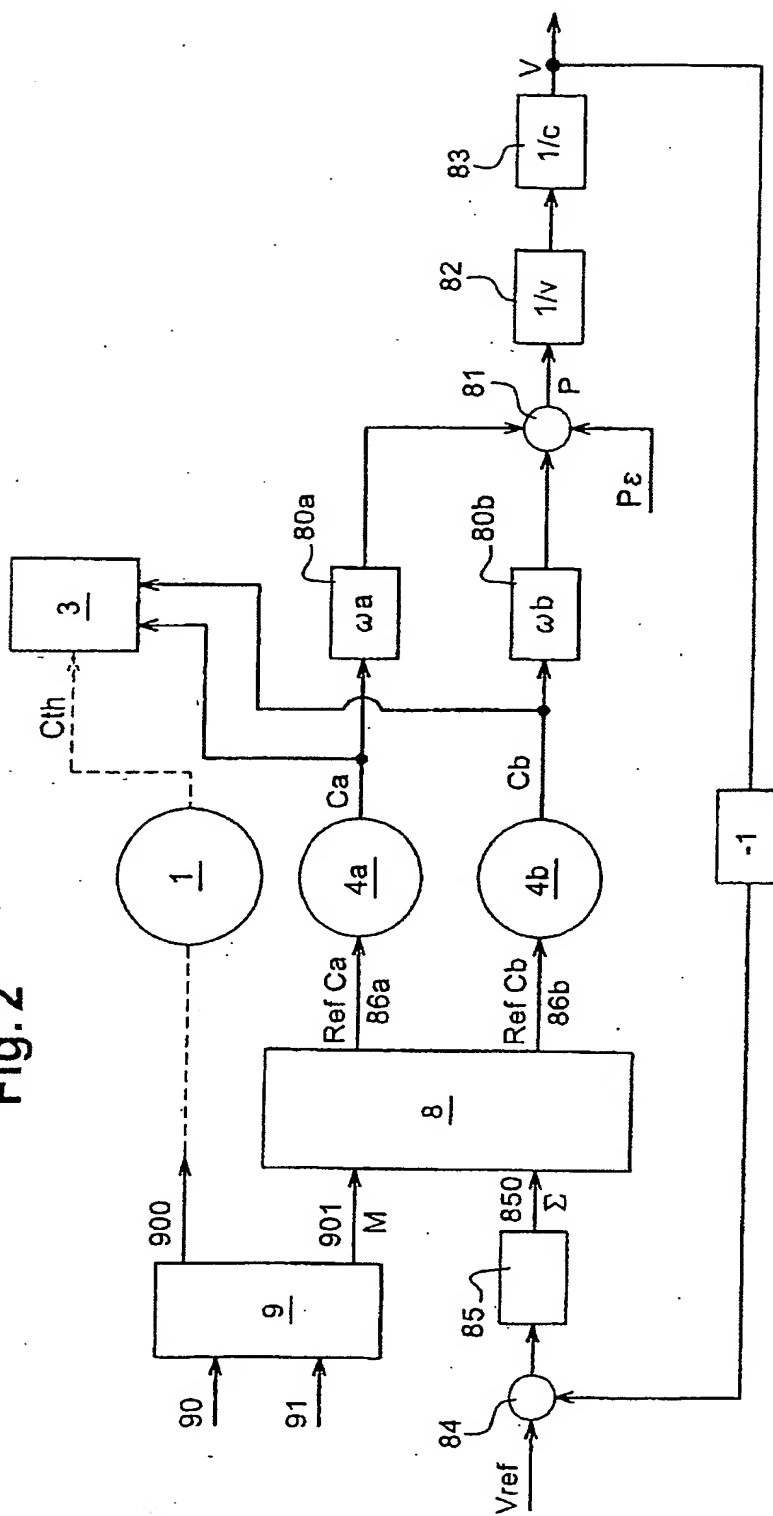 Fig. 2
90
91
9
900
901
M
Vref
84
85
850
Σ
8
Ref Ca
86a
Ref Cb
86b
1
4a
4b
Cth
Ca
Cb
3
ωa
80a
ωb
80b
81
Pε
P
1/v
82
1/c
83
V
-1